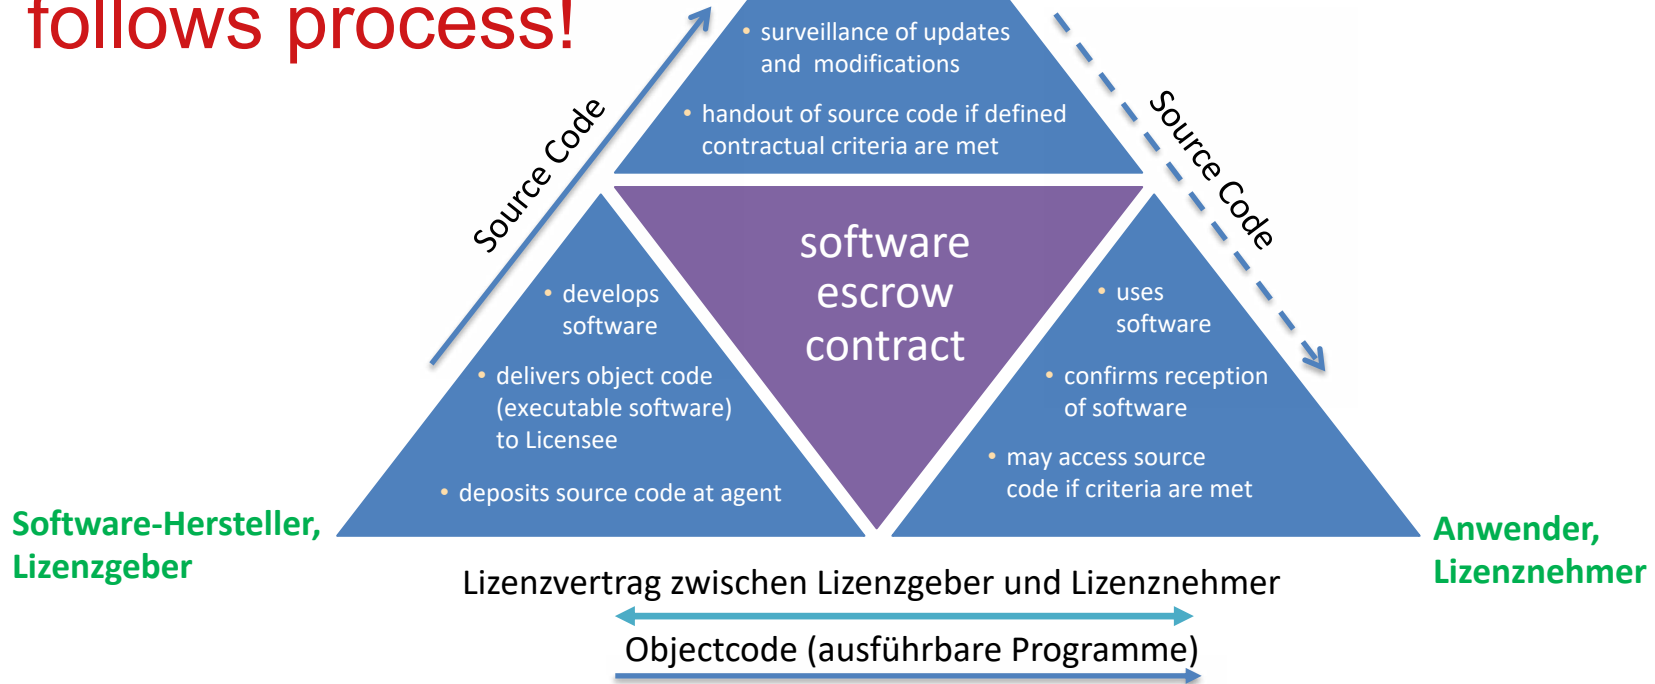 follows process!
• surveillance of updates
and modifications
• handout of source code if defined
contractual criteria are met
Source Code
Source Code
software
escrow
contract
• develops
software
• delivers object code
(executable software)
to Licensee
• deposits source code at agent
• uses
software
• confirms reception
of software
• may access source
code if criteria are met
Software-Hersteller,
Lizenzgeber
Anwender,
Lizenznehmer
Lizenzvertrag zwischen Lizenzgeber und Lizenznehmer
Objectcode (ausführbare Programme)